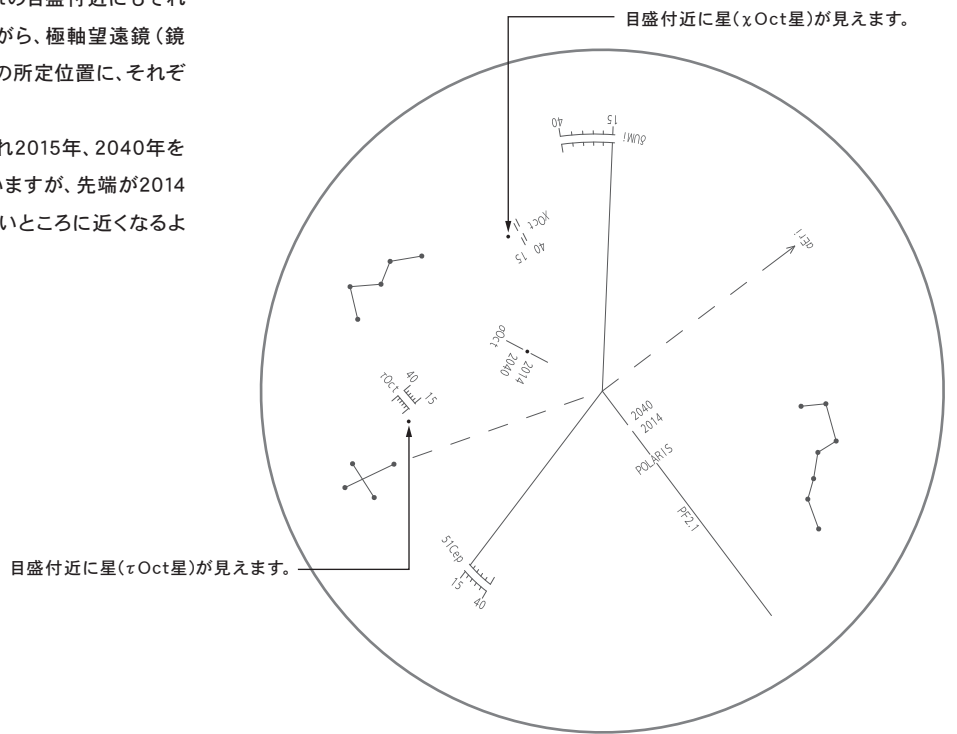 の目盛付近にもそれ
がら、極軸望遠鏡（鏡
の所定位置に、それぞ
れ2015年、2040年を
いますが、先端が2014
いところに近くなるよ
目盛付近に星(χOct星)が見えます。
40
15
δUMi
χOct
40
15
αEri
σOct
2040
2014
τOct
40
15
2040
2014
POLARIS
PF2.1
51Cep
15
40
目盛付近に星(τOct星)が見えます。